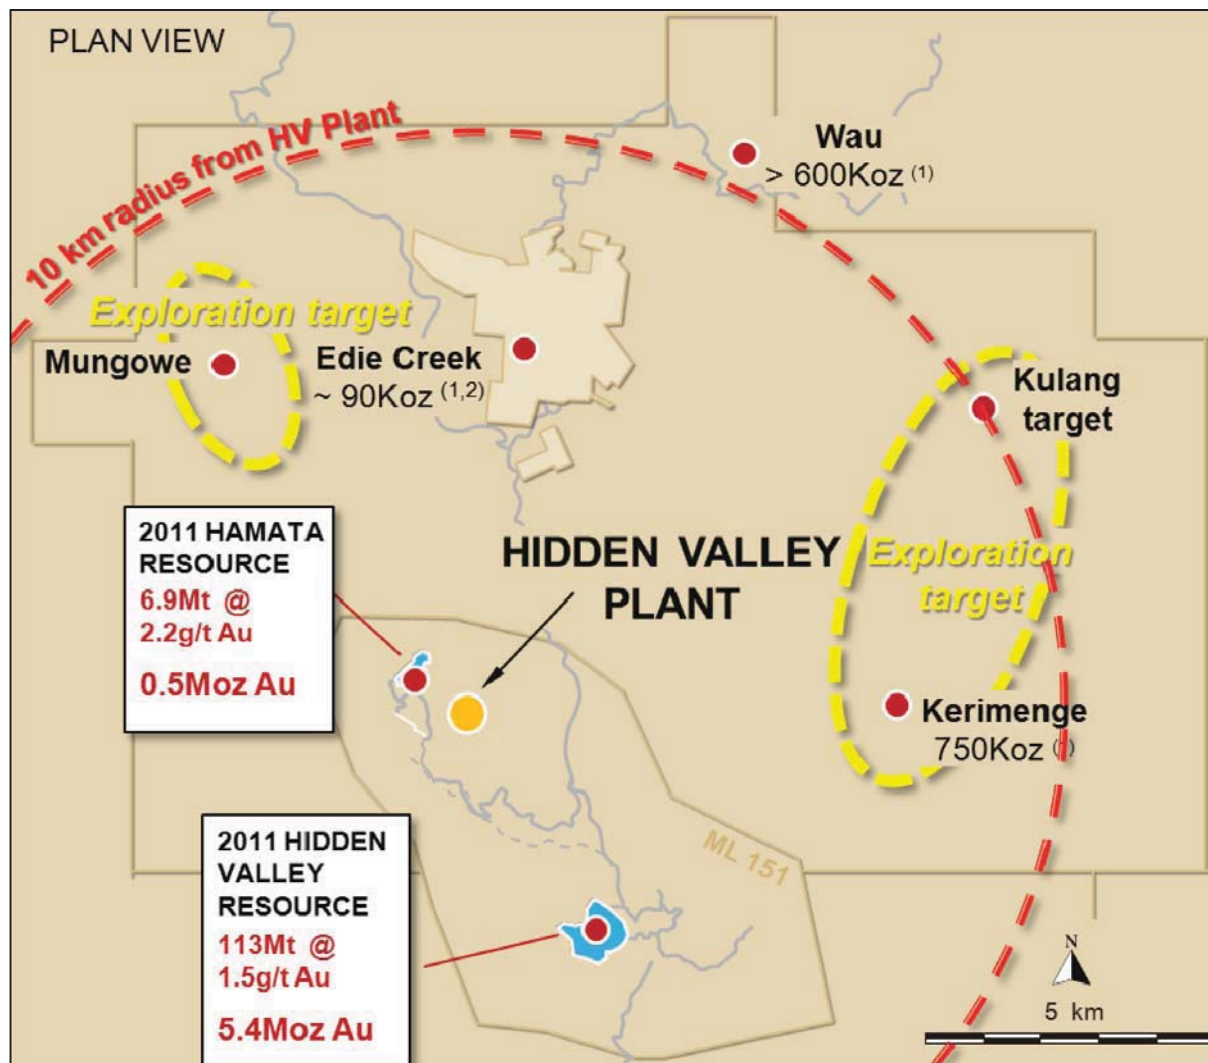 PLAN VIEW
10 km radius from HV Plant
Wau
> 600Koz (1)
Exploration target
Mungowe
Edie Creek
~ 90Koz (1,2)
Kulang
target
2011 HAMATA
RESOURCE
6.9Mt @
2.2g/t Au
0.5Moz Au
HIDDEN VALLEY
PLANT
Exploration
target
Kerimenge
750Koz
ML 151
2011 HIDDEN
VALLEY
RESOURCE
113Mt @
1.5g/t Au
5.4Moz Au
N
5 km